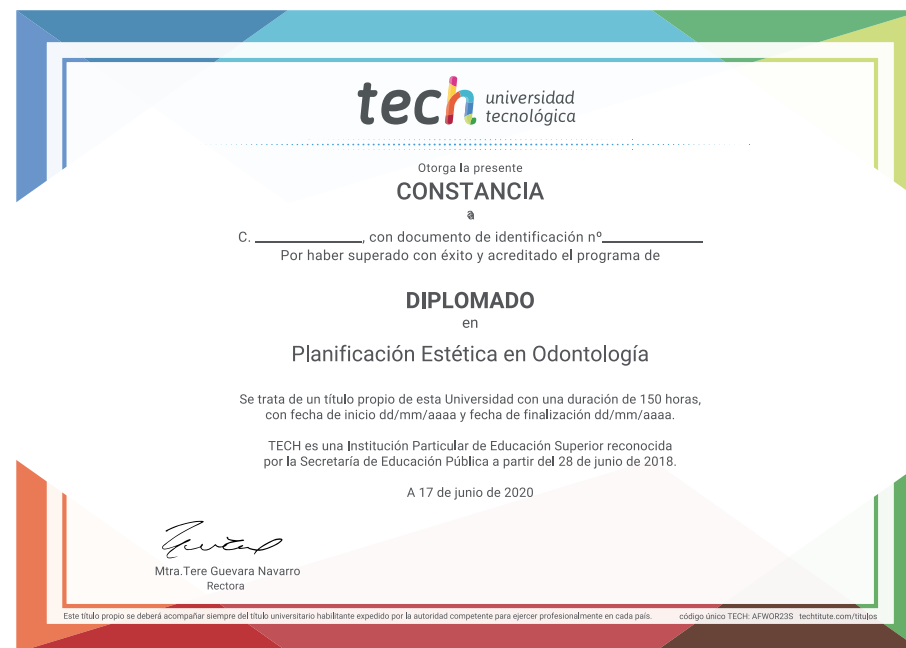 tech universidad
tecnológica
Otorga la presente
CONSTANCIA
a
C. ____________, con documento de identificación nº____________
Por haber superado con éxito y acreditado el programa de
DIPLOMADO
en
Planificación Estética en Odontología
Se trata de un título propio de esta Universidad con una duración de 150 horas,
con fecha de inicio dd/mm/aaaa y fecha de finalización dd/mm/aaaa.
TECH es una Institución Particular de Educación Superior reconocida
por la Secretaría de Educación Pública a partir del 28 de junio de 2018.
A 17 de junio de 2020
Mtra.Tere Guevara Navarro
Rectora
Este título propio se deberá acompañar siempre del título universitario habilitante expedido por la autoridad competente para ejercer profesionalmente en cada país. código único TECH: AFWOR23S techtitute.com/titulos